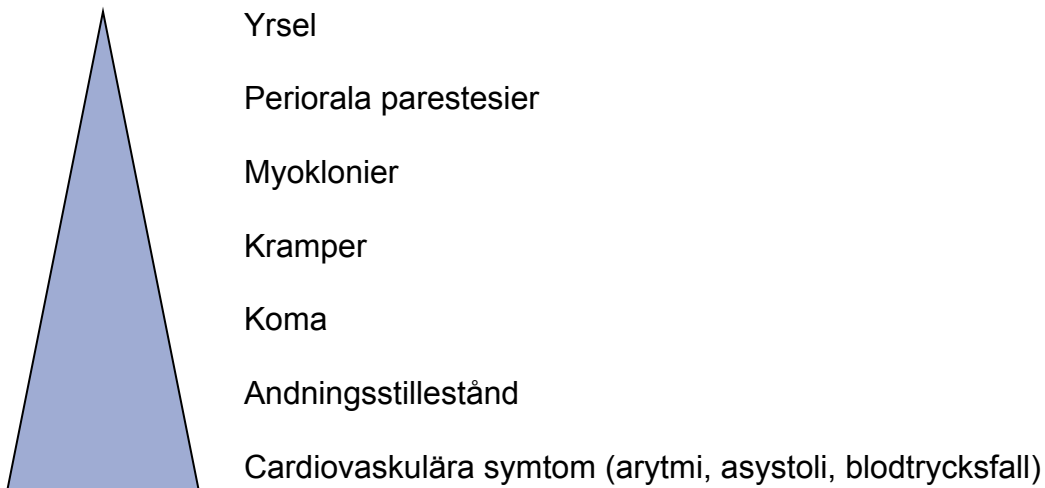 Yrsel
Periorala parestesier
Myoklonier
Kramper
Koma
Andningsstillestånd
Cardiovaskulära symtom (arytmi, asystoli, blodtrycksfall)